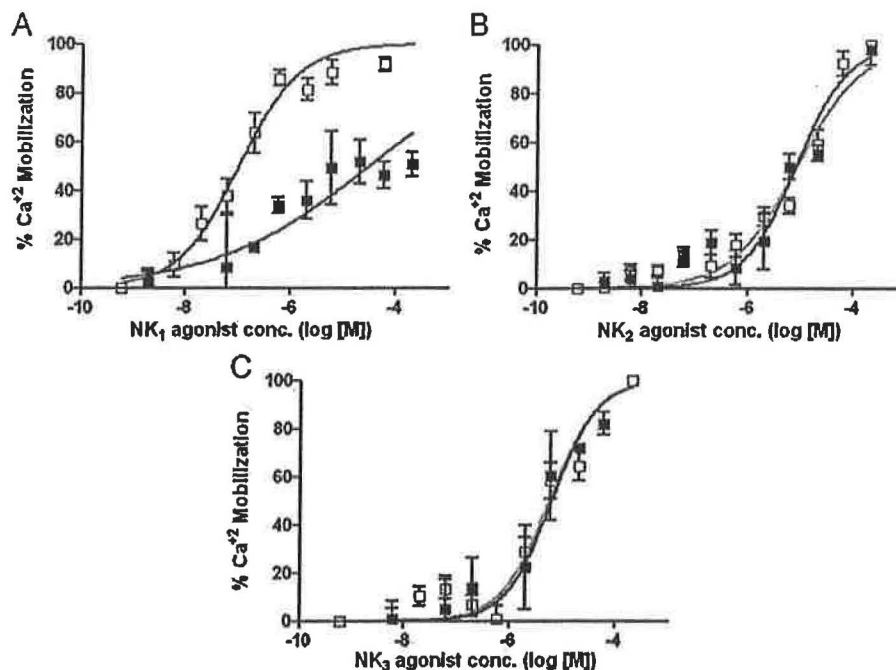 A
100
80
60
40
20
0
% Ca+2 Mobilization
-10 -8 -6 -4
NK1 agonist conc. (log [M])
B
100
80
60
40
20
0
% Ca+2 Mobilization
-10 -8 -6 -4
NK2 agonist conc. (log [M])
C
100
80
60
40
20
0
% Ca+2 Mobilization
-10 -8 -6 -4
NK3 agonist conc. (log [M])